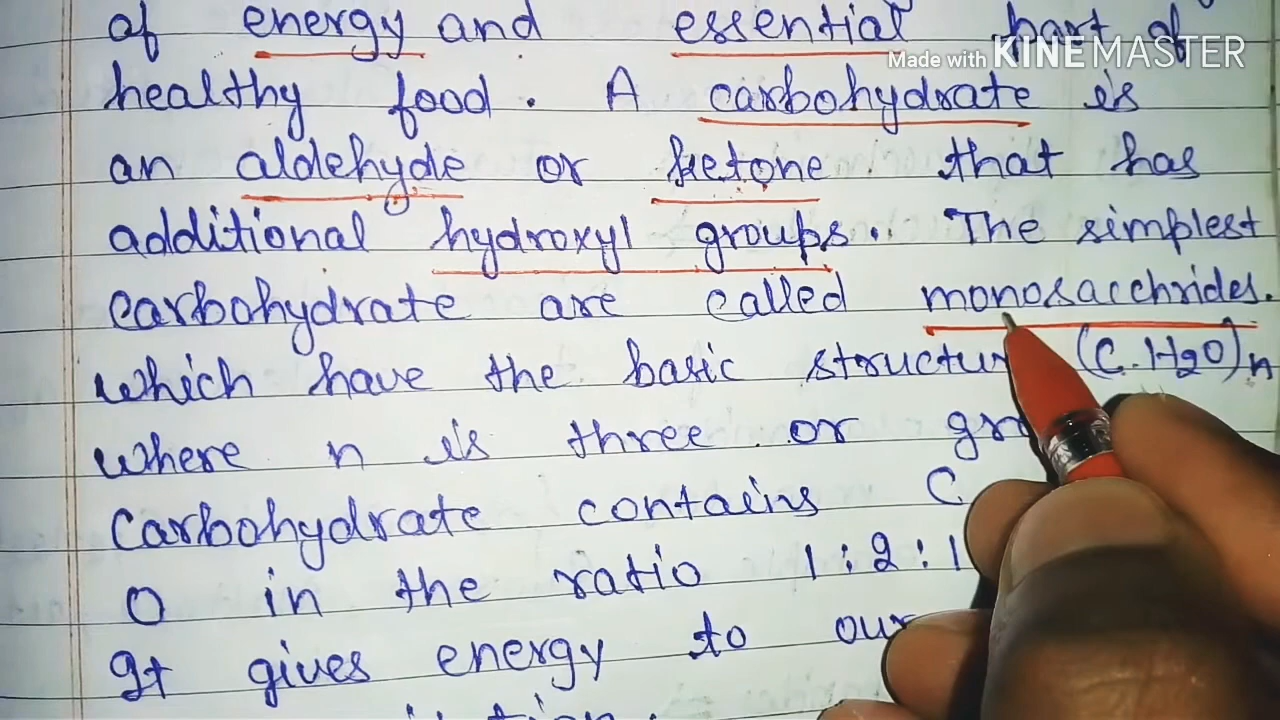 of energy and essential part of
Made with KINEMASTER
healthy food. A carbohydrate is
an aldehyde or ketone that has
additional hydroxyl groups. The simplest
carbohydrate are called monosacchrides.
which have the basic structur (C.H2O)n
where n is three or gr
Carbohydrate contains C
O in the ratio 1:2:1
It gives energy to our